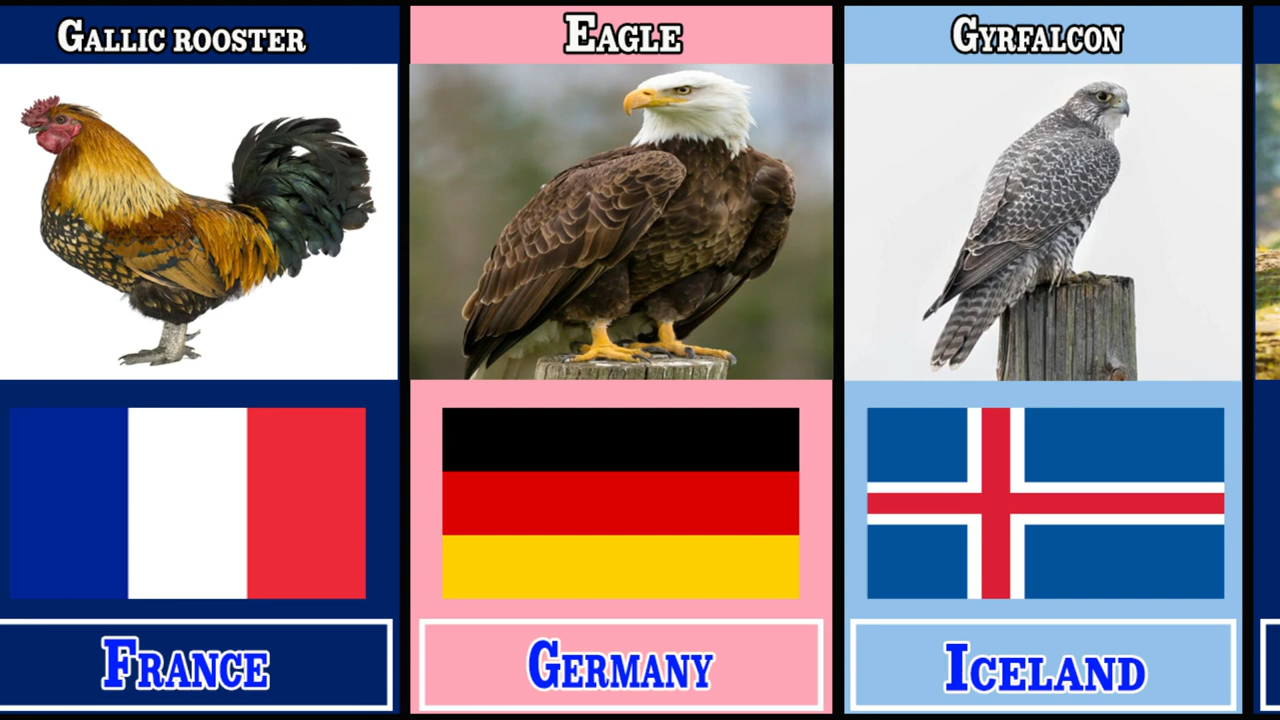 GALLIC ROOSTER
EAGLE
GYRFALCON
FRANCE
GERMANY
ICELAND